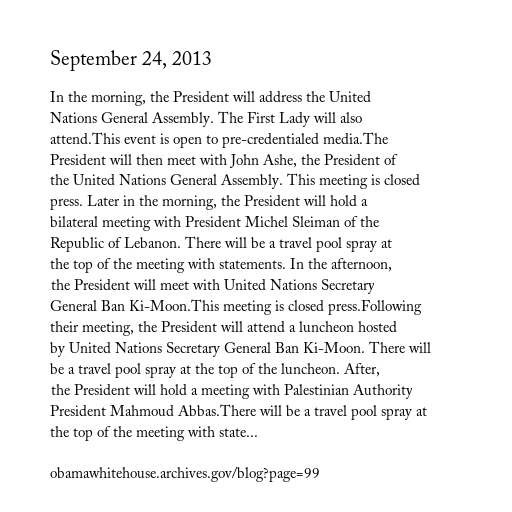 September 24, 2013
In the morning, the President will address the United
Nations General Assembly. The First Lady will also
attend.This event is open to pre-credentialed media.The
President will then meet with John Ashe, the President of
the United Nations General Assembly. This meeting is closed
press. Later in the morning, the President will hold a
bilateral meeting with President Michel Sleiman of the
Republic of Lebanon. There will be a travel pool spray at
the top of the meeting with statements. In the afternoon,
the President will meet with United Nations Secretary
General Ban Ki-Moon.This meeting is closed press.Following
their meeting, the President will attend a luncheon hosted
by United Nations Secretary General Ban Ki-Moon. There will
be a travel pool spray at the top of the luncheon. After,
the President will hold a meeting with Palestinian Authority
President Mahmoud Abbas.There will be a travel pool spray at
the top of the meeting with state...
obamawhitehouse.archives.gov/blog?page=99